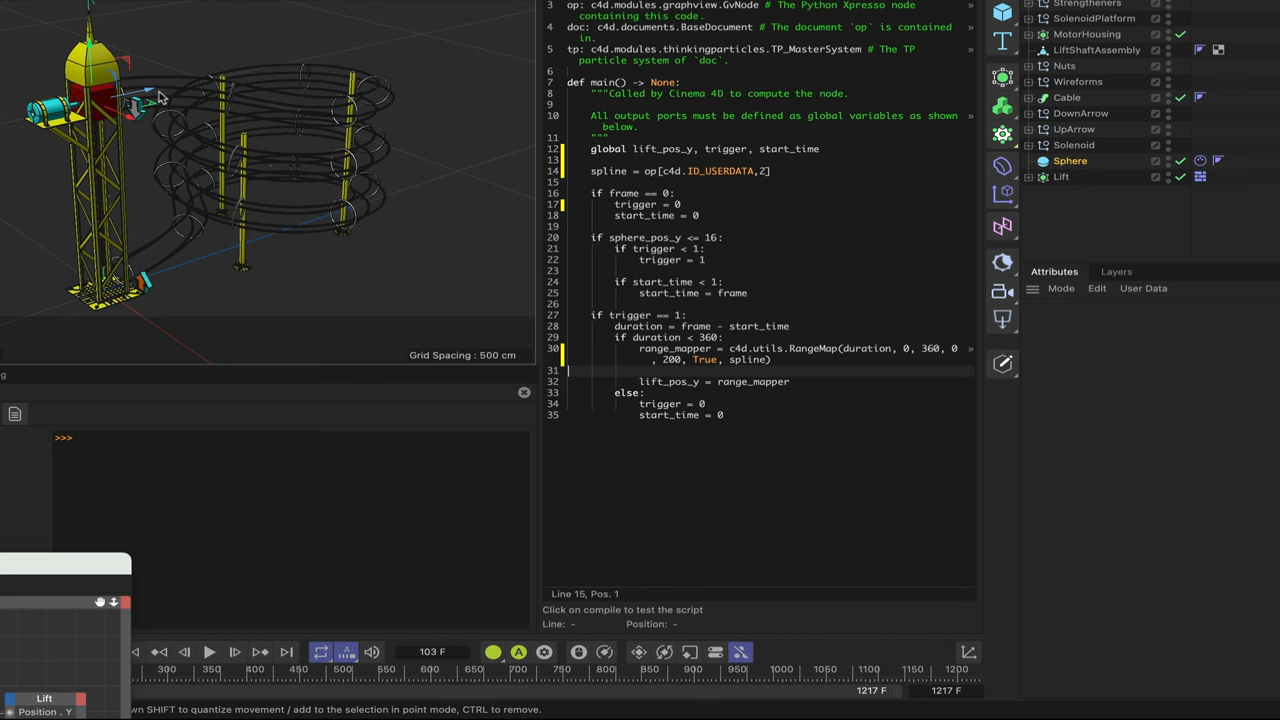 3 op: c4d.modules.graphview.GvNode # The Python Xpresso node »
containing this code.
4 doc: c4d.documents.BaseDocument # The document `op` is contained »
in.
5 tp: c4d.modules.thinkingparticles.TP_MasterSystem # The TP »
particle system of `doc`.
6
7 def main() -> None:
8 """Called by Cinema 4D to compute the node.
9
10 All output ports must be defined as global variables as shown »
below.
11 """
12 global lift_pos_y, trigger, start_time
13
14 spline = op[c4d.ID_USERDATA,2]
15
16 if frame == 0:
17 trigger = 0
18 start_time = 0
19
20 if sphere_pos_y <= 16:
21 if trigger < 1:
22 trigger = 1
23
24 if start_time < 1:
25 start_time = frame
26
27 if trigger == 1:
28 duration = frame - start_time
29 if duration < 360:
30 range_mapper = c4d.utils.RangeMap(duration, 0, 360, 0 »
, 200, True, spline)
31
32 lift_pos_y = range_mapper
33 else:
34 trigger = 0
35 start_time = 0
Line 15, Pos. 1
Click on compile to test the script
Line: - Position: -
Grid Spacing : 500 cm
g
>>>
Strengtheners
SolenoidPlatform
MotorHousing
LiftShaftAssembly
Nuts
Wireforms
Cable
DownArrow
UpArrow
Solenoid
Sphere
Lift
Attributes Layers
Mode Edit User Data
A
103 F
300 350 400 450 500 550 600 650 700 750 800 850 900 950 1000 1050 1100 1150 1200
1217 F 1217 F
Lift
Position . Y
wn SHIFT to quantize movement / add to the selection in point mode, CTRL to remove.